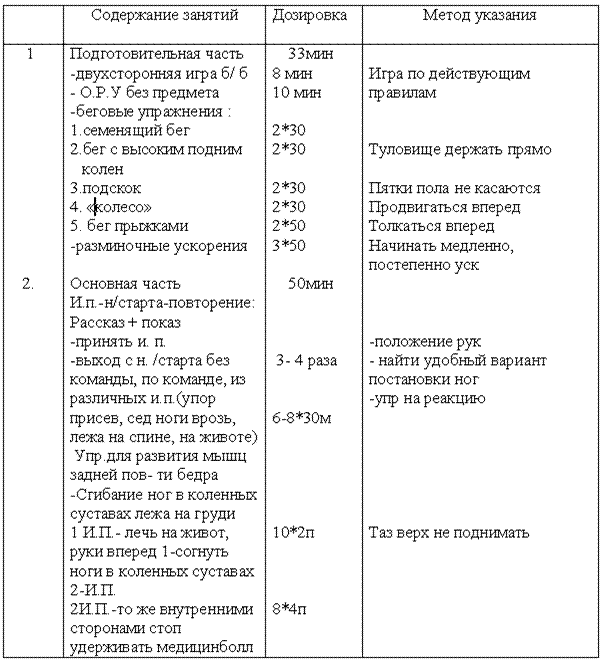 Содержание занятий Дозировка Метод указания
1 Подготовительная часть 33мин
-двухсторонняя игра б/ б 8 мин Игра по действующим
- О.Р.У без предмета 10 мин правилам
-беговые упражнения :
1.семенящий бег 2*30
2.бег с высоким подним 2*30 Туловище держать прямо
колен
3.подскок 2*30 Пятки пола не касаются
4. «колесо» 2*30 Продвигаться вперед
5. бег прыжками 2*50 Толкаться вперед
-разминочные ускорения 3*50 Начинать медленно,
постепенно уск
2. Основная часть 50мин
И.п.-н/старта-повторение:
Рассказ + показ
-принять и. п. -положение рук
-выход с н. /старта без 3- 4 раза - найти удобный вариант
команды, по команде, из постановки ног
различных и.п.(упор -упр на реакцию
присев, сед ноги врозь, 6-8*30м
лежа на спине, на животе)
Упр.для развития мышц
задней пов- ти бедра
-Сгибание ног в коленных
суставах лежа на груди
1 И.П.- лечь на живот, 10*2п Таз верх не поднимать
руки вперед 1-согнуть
ноги в коленных суставах
2-И.П.
2И.П.-то же внутренними 8*4п
сторонами стоп
удерживать медицинболл